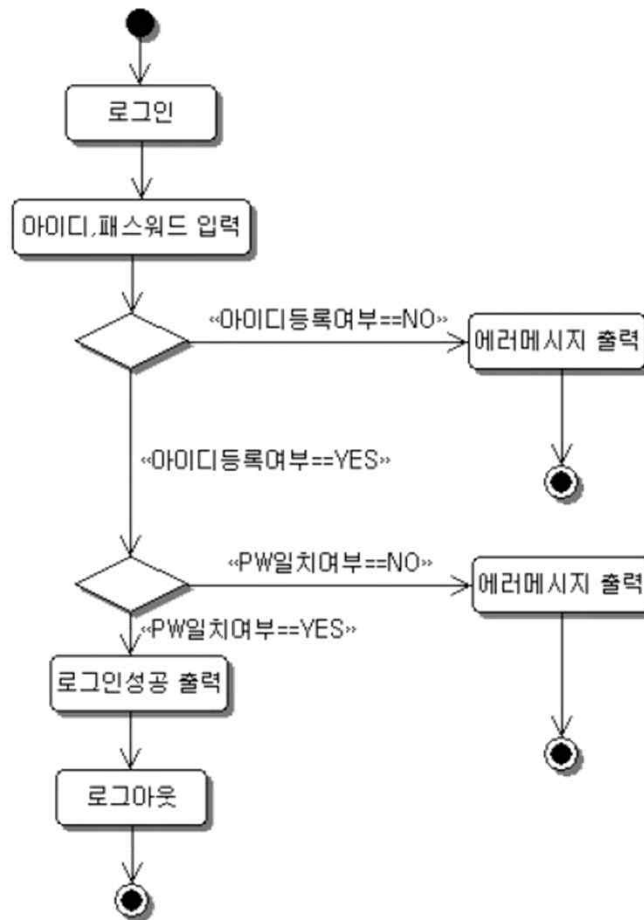 로그인
아이디,패스워드 입력
«아이디등록여부==NO»
에러메시지 출력
«아이디등록여부==YES»
«PW일치여부==NO»
에러메시지 출력
«PW일치여부==YES»
로그인성공 출력
로그아웃